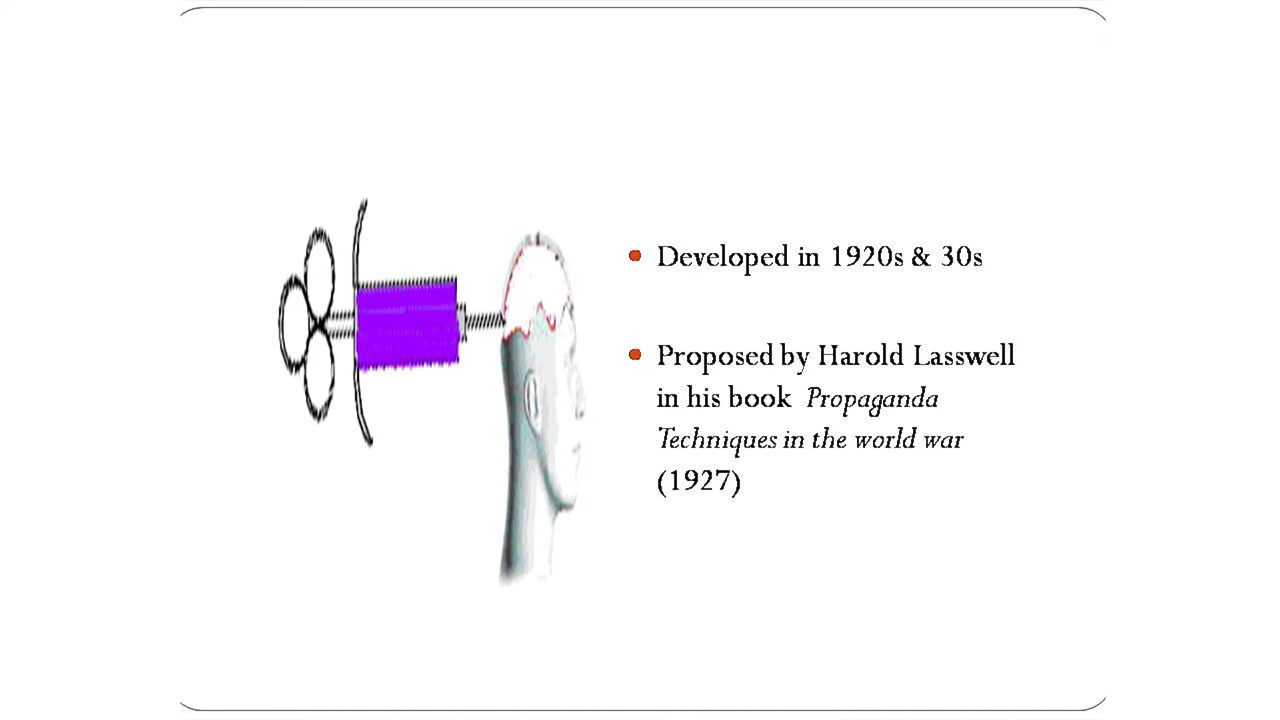 Developed in 1920s & 30s
Proposed by Harold Lasswell
in his book Propaganda
Techniques in the world war
(1927)